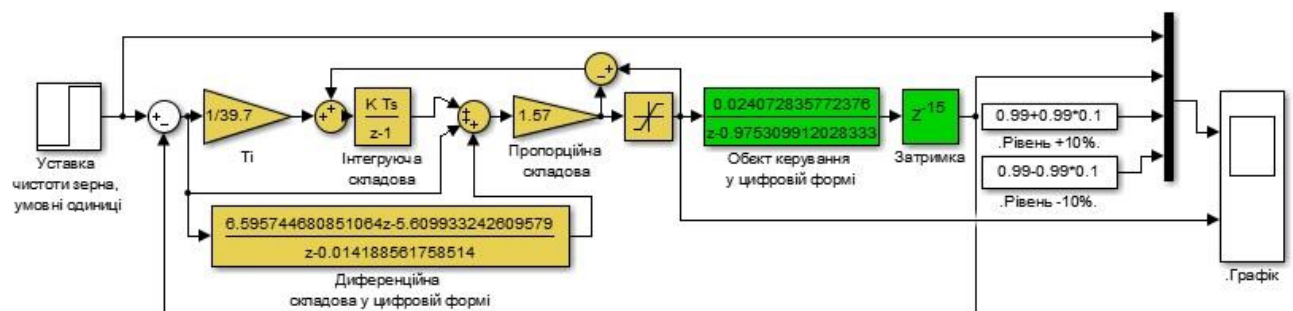 Уставка
чистоти зерна,
умовні одиниці
+
−
1/39.7
Ti
+
+
K Ts
z-1
Інтегруюча
складова
+
+
+
1.57
Пропорційна
складова
−
+
0.024072835772376
z-0.975309912028333
Обєкт керування
у цифровій формі
z-15
Затримка
0.99+0.99*0.1
.Рівень +10%.
0.99-0.99*0.1
.Рівень -10%.
.Графік
6.595744680851064z-5.609933242609579
z-0.014188561758514
Диференційна
складова у цифровій формі